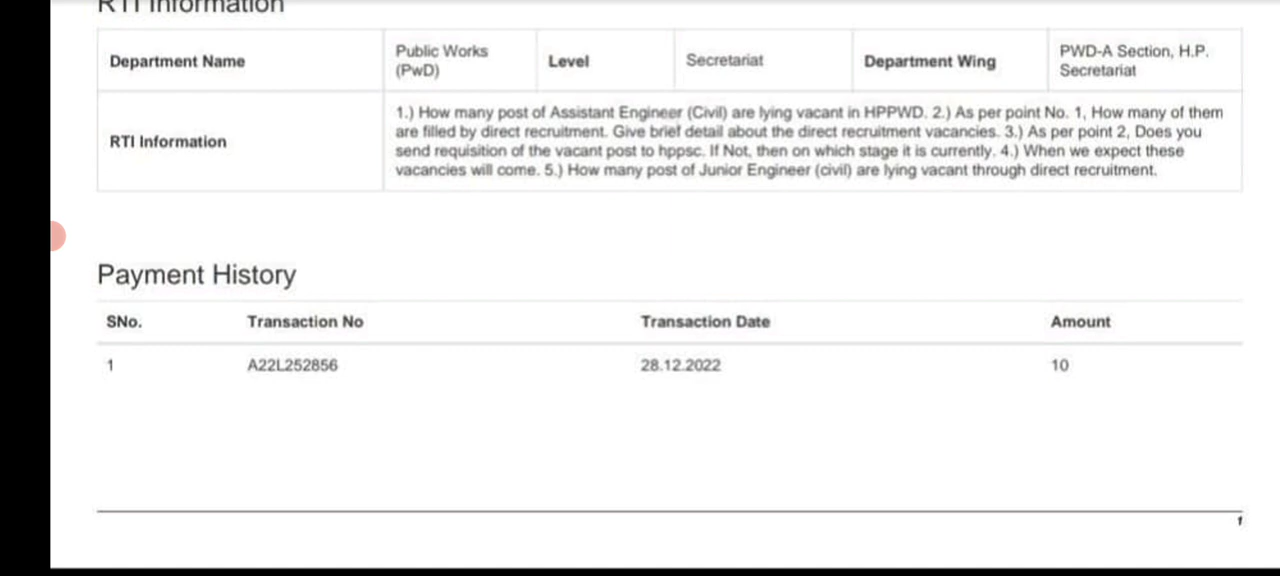 RTI Information
Department Name
Public Works
(PwD)
Level
Secretariat
Department Wing
PWD-A Section, H.P.
Secretariat
RTI Information
1.) How many post of Assistant Engineer (Civil) are lying vacant in HPPWD. 2.) As per point No. 1, How many of them
are filled by direct recruitment. Give brief detail about the direct recruitment vacancies. 3.) As per point 2, Does you
send requisition of the vacant post to hppsc. If Not, then on which stage it is currently. 4.) When we expect these
vacancies will come. 5.) How many post of Junior Engineer (civil) are lying vacant through direct recruitment.
Payment History
SNo. Transaction No Transaction Date Amount
1 A22L252856 28.12.2022 10
1